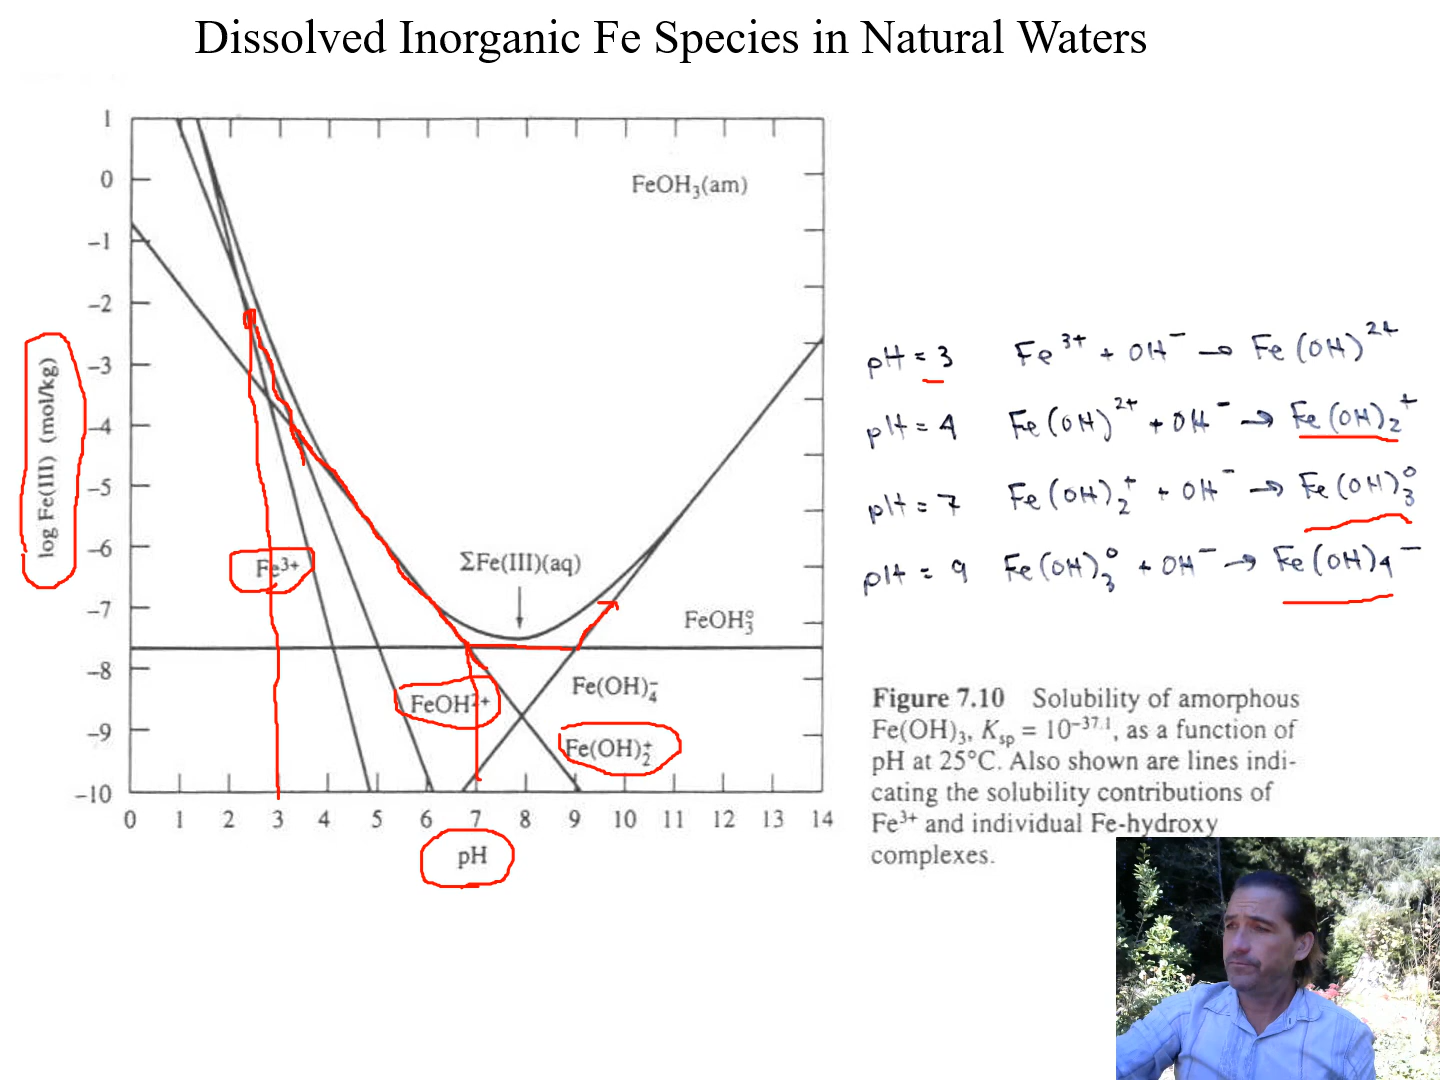 Dissolved Inorganic Fe Species in Natural Waters
1
0
−1
−2
−3
−4
−5
−6
−7
−8
−9
−10
log Fe(III) (mol/kg)
FeOH₃(am)
Fe³⁺
ΣFe(III)(aq)
FeOH₃°
FeOH²⁺
Fe(OH)₄⁻
Fe(OH)₂⁺
0 1 2 3 4 5 6 7 8 9 10 11 12 13 14
pH
pH = 3 Fe³⁺ + OH⁻ → Fe(OH)²⁺
pH = 4 Fe(OH)²⁺ + OH⁻ → Fe(OH)₂⁺
pH = 7 Fe(OH)₂⁺ + OH⁻ → Fe(OH)₃⁰
pH = 9 Fe(OH)₃⁰ + OH⁻ → Fe(OH)₄⁻
Figure 7.10 Solubility of amorphous
Fe(OH)₃, Kₛₚ = 10⁻³⁷·¹, as a function of
pH at 25°C. Also shown are lines indi-
cating the solubility contributions of
Fe³⁺ and individual Fe-hydroxy
complexes.